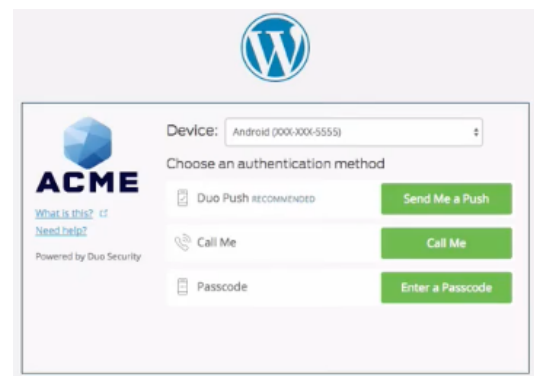 W
ACME
What is this?
Need help?
Powered by Duo Security
Device: Android (XXX-XXX-5555)
Choose an authentication method
Duo Push RECOMMENDED Send Me a Push
Call Me Call Me
Passcode Enter a Passcode